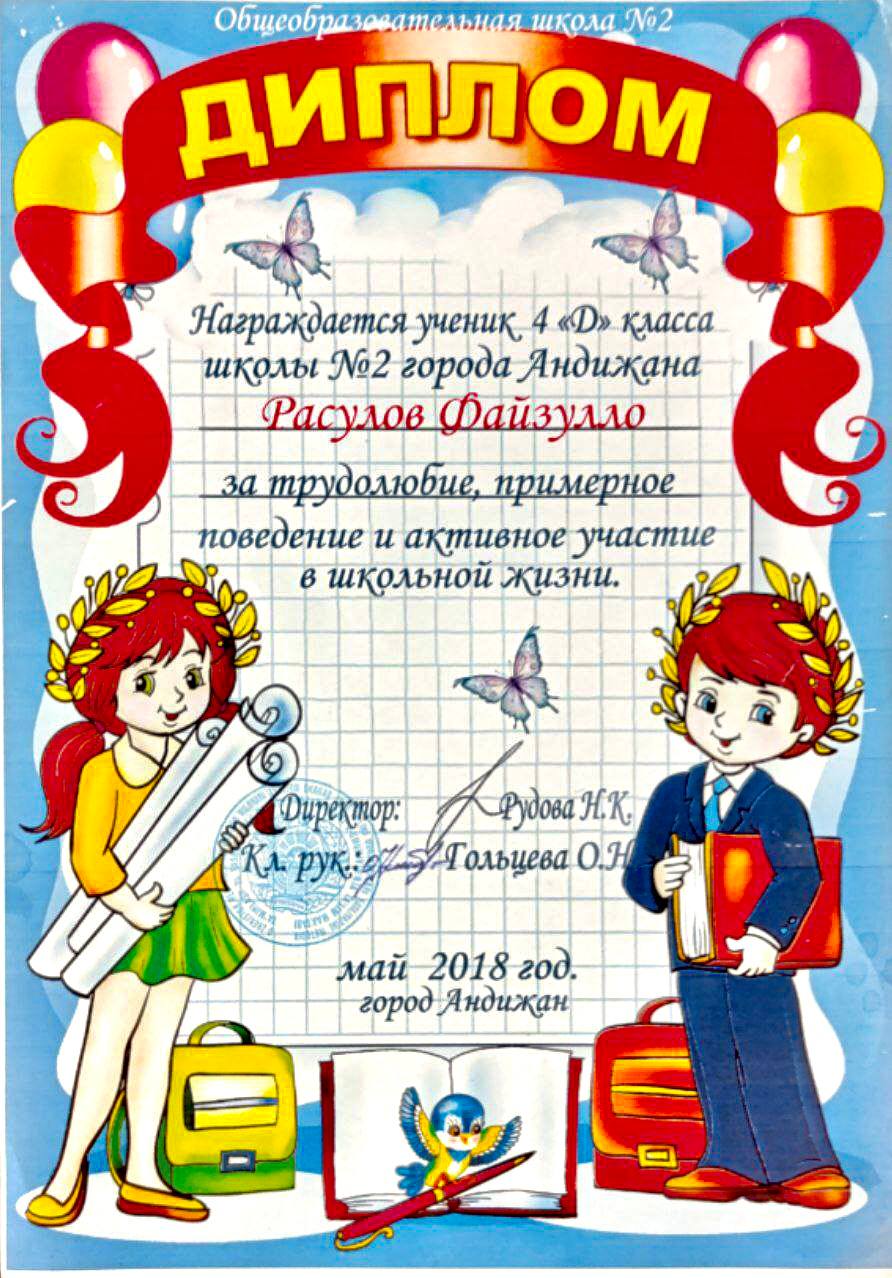 Общеобразовательная школа №2
ДИПЛОМ
Награждается ученик 4 «D» класса
школы №2 города Андижана
Расулов Файзулло
за трудолюбие, примерное
поведение и активное участие
в школьной жизни.
Директор: Рудова Н.К.
Кл. рук.: Гольцева О.Н
май 2018 год.
город Андижан